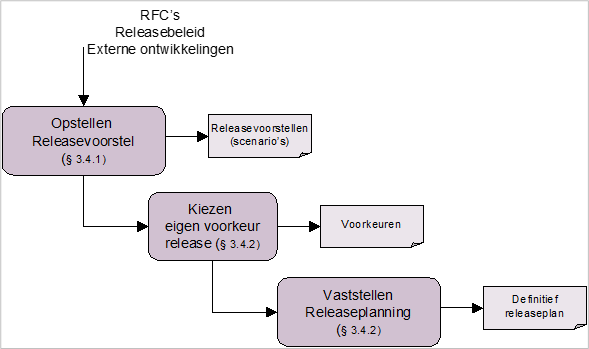 RFC's
Releasebeleid
Externe ontwikkelingen
Opstellen
Releasevoorstel
(§ 3.4.1)
Releasevoorstellen
(scenario's)
Kiezen
eigen voorkeur
release (§ 3.4.2)
Voorkeuren
Vaststellen
Releaseplanning
(§ 3.4.2)
Definitief
releaseplan